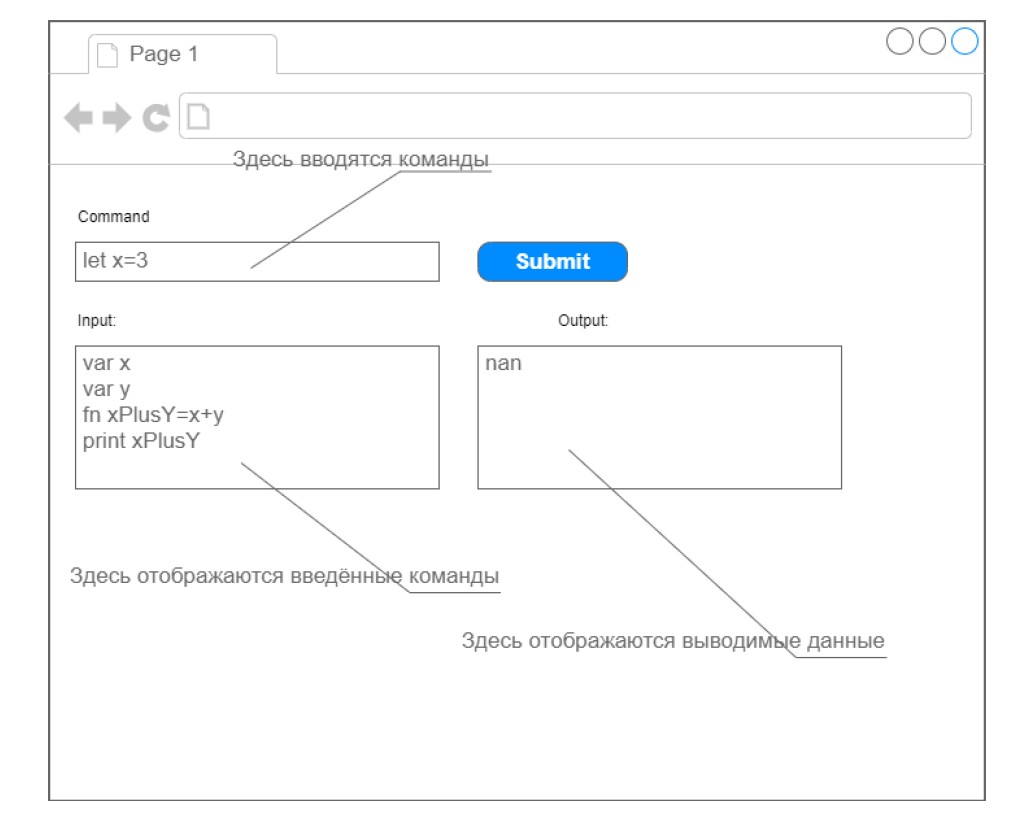 Page 1
Здесь вводятся команды
Command
let x=3
Submit
Input:
Output:
var x
var y
fn xPlusY=x+y
print xPlusY
nan
Здесь отображаются введённые команды
Здесь отображаются выводимые данные